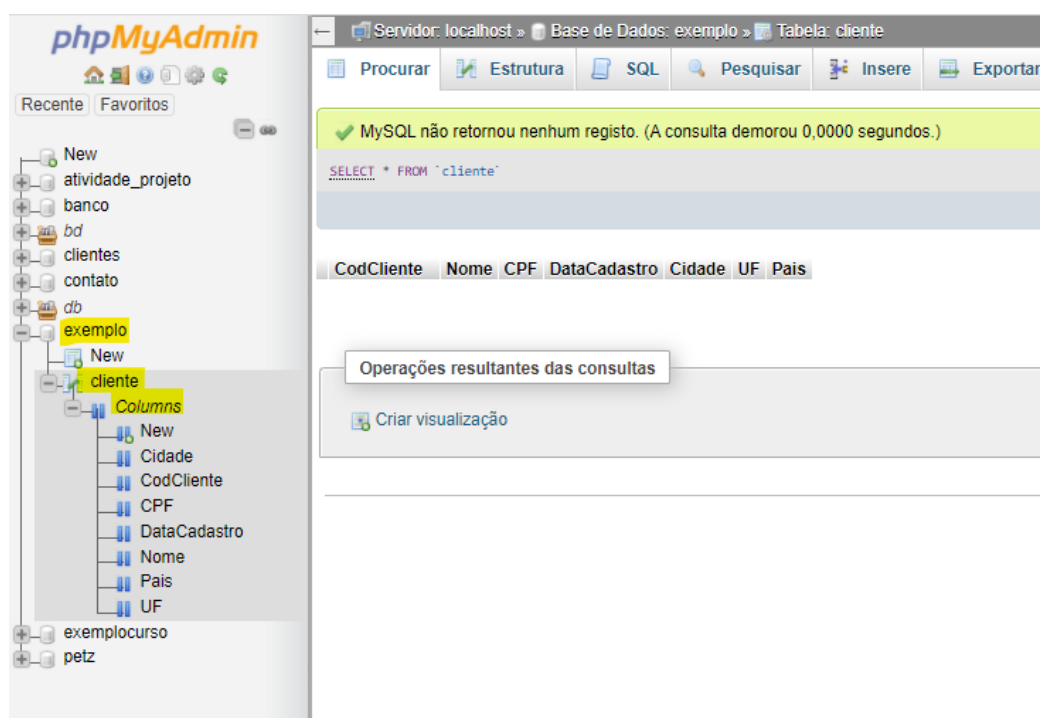 phpMyAdmin
Recente Favoritos
New
atividade_projeto
banco
bd
clientes
contato
db
exemplo
New
cliente
Columns
New
Cidade
CodCliente
CPF
DataCadastro
Nome
Pais
UF
exemplocurso
petz
← Servidor: localhost » Base de Dados: exemplo » Tabela: cliente
Procurar Estrutura SQL Pesquisar Insere Exportar
MySQL não retornou nenhum registo. (A consulta demorou 0,0000 segundos.)
SELECT * FROM `cliente`
CodCliente Nome CPF DataCadastro Cidade UF Pais
Operações resultantes das consultas
Criar visualização